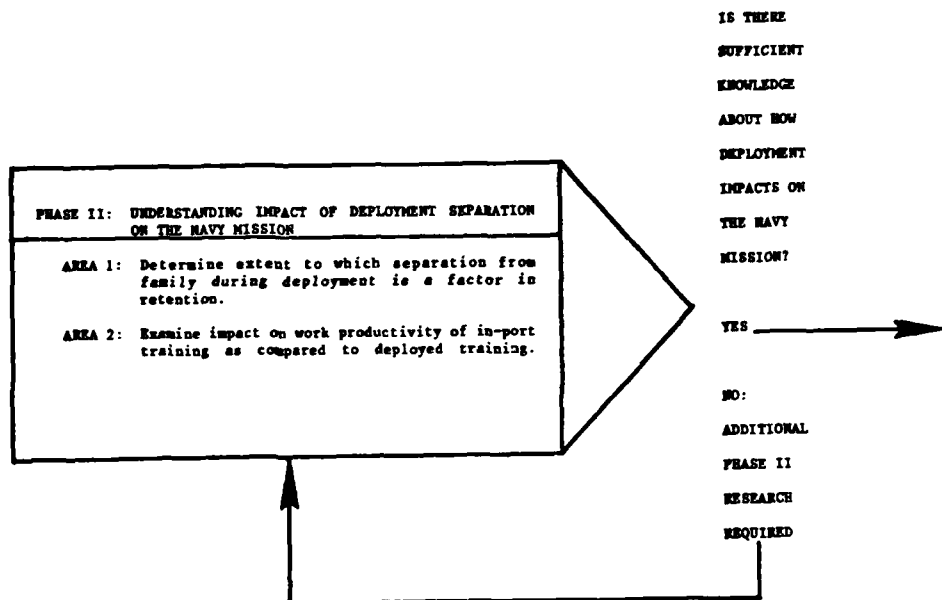 PHASE II: UNDERSTANDING IMPACT OF DEPLOYMENT SEPARATION
ON THE NAVY MISSION
AREA 1: Determine extent to which separation from
family during deployment is a factor in
retention.
AREA 2: Examine impact on work productivity of in-port
training as compared to deployed training.
IS THERE
SUFFICIENT
KNOWLEDGE
ABOUT HOW
DEPLOYMENT
IMPACTS ON
THE NAVY
MISSION?
YES
NO:
ADDITIONAL
PHASE II
RESEARCH
REQUIRED